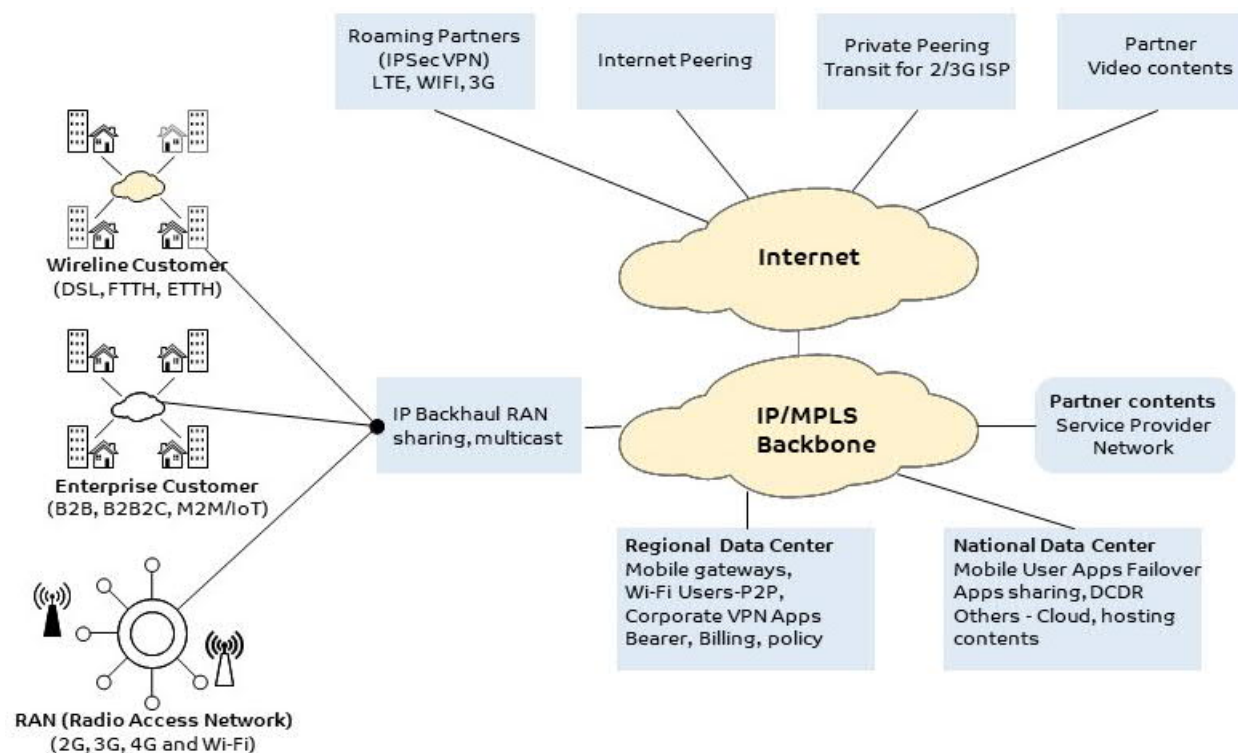 Roaming Partners
(IPSec VPN)
LTE, WIFI, 3G
Internet Peering
Private Peering
Transit for 2/3G ISP
Partner
Video contents
Wireline Customer
(DSL, FTTH, ETTH)
Internet
Enterprise Customer
(B2B, B2B2C, M2M/IoT)
IP Backhaul RAN
sharing, multicast
IP/MPLS
Backbone
Partner contents
Service Provider
Network
Regional Data Center
Mobile gateways,
Wi-Fi Users-P2P,
Corporate VPN Apps
Bearer, Billing, policy
National Data Center
Mobile User Apps Failover
Apps sharing, DCDR
Others - Cloud, hosting
contents
RAN (Radio Access Network)
(2G, 3G, 4G and Wi-Fi)